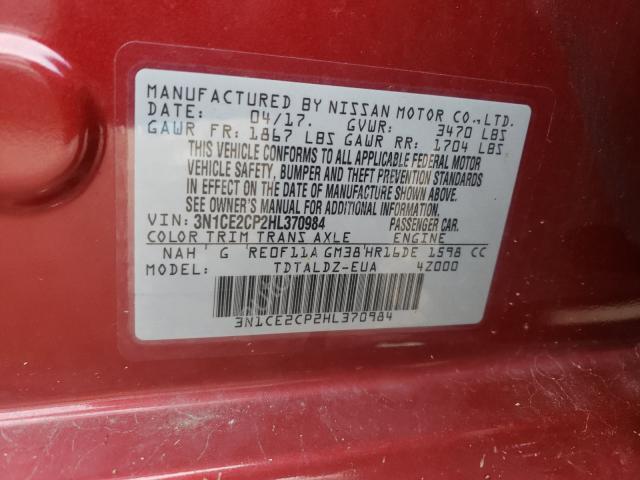 MANUFACTURED BY NISSAN MOTOR CO.,LTD.
DATE: 04/17. GVWR: 3470 LBS
GAWR FR: 1867 LBS GAWR RR: 1704 LBS
THIS VEHICLE CONFORMS TO ALL APPLICABLE FEDERAL MOTOR
VEHICLE SAFETY, BUMPER AND THEFT PREVENTION STANDARDS
IN EFFECT ON THE DATE OF MANUFACTURE SHOWN ABOVE.
SEE OWNER'S MANUAL FOR ADDITIONAL INFORMATION.
VIN: 3N1CE2CP2HL370984 PASSENGER CAR.
COLOR TRIM TRANS AXLE ENGINE
NAH' G RE0F11A GM38'HR16DE 1598 CC
MODEL: TDTALDZ-EUA 4Z000
3N1CE2CP2HL370984